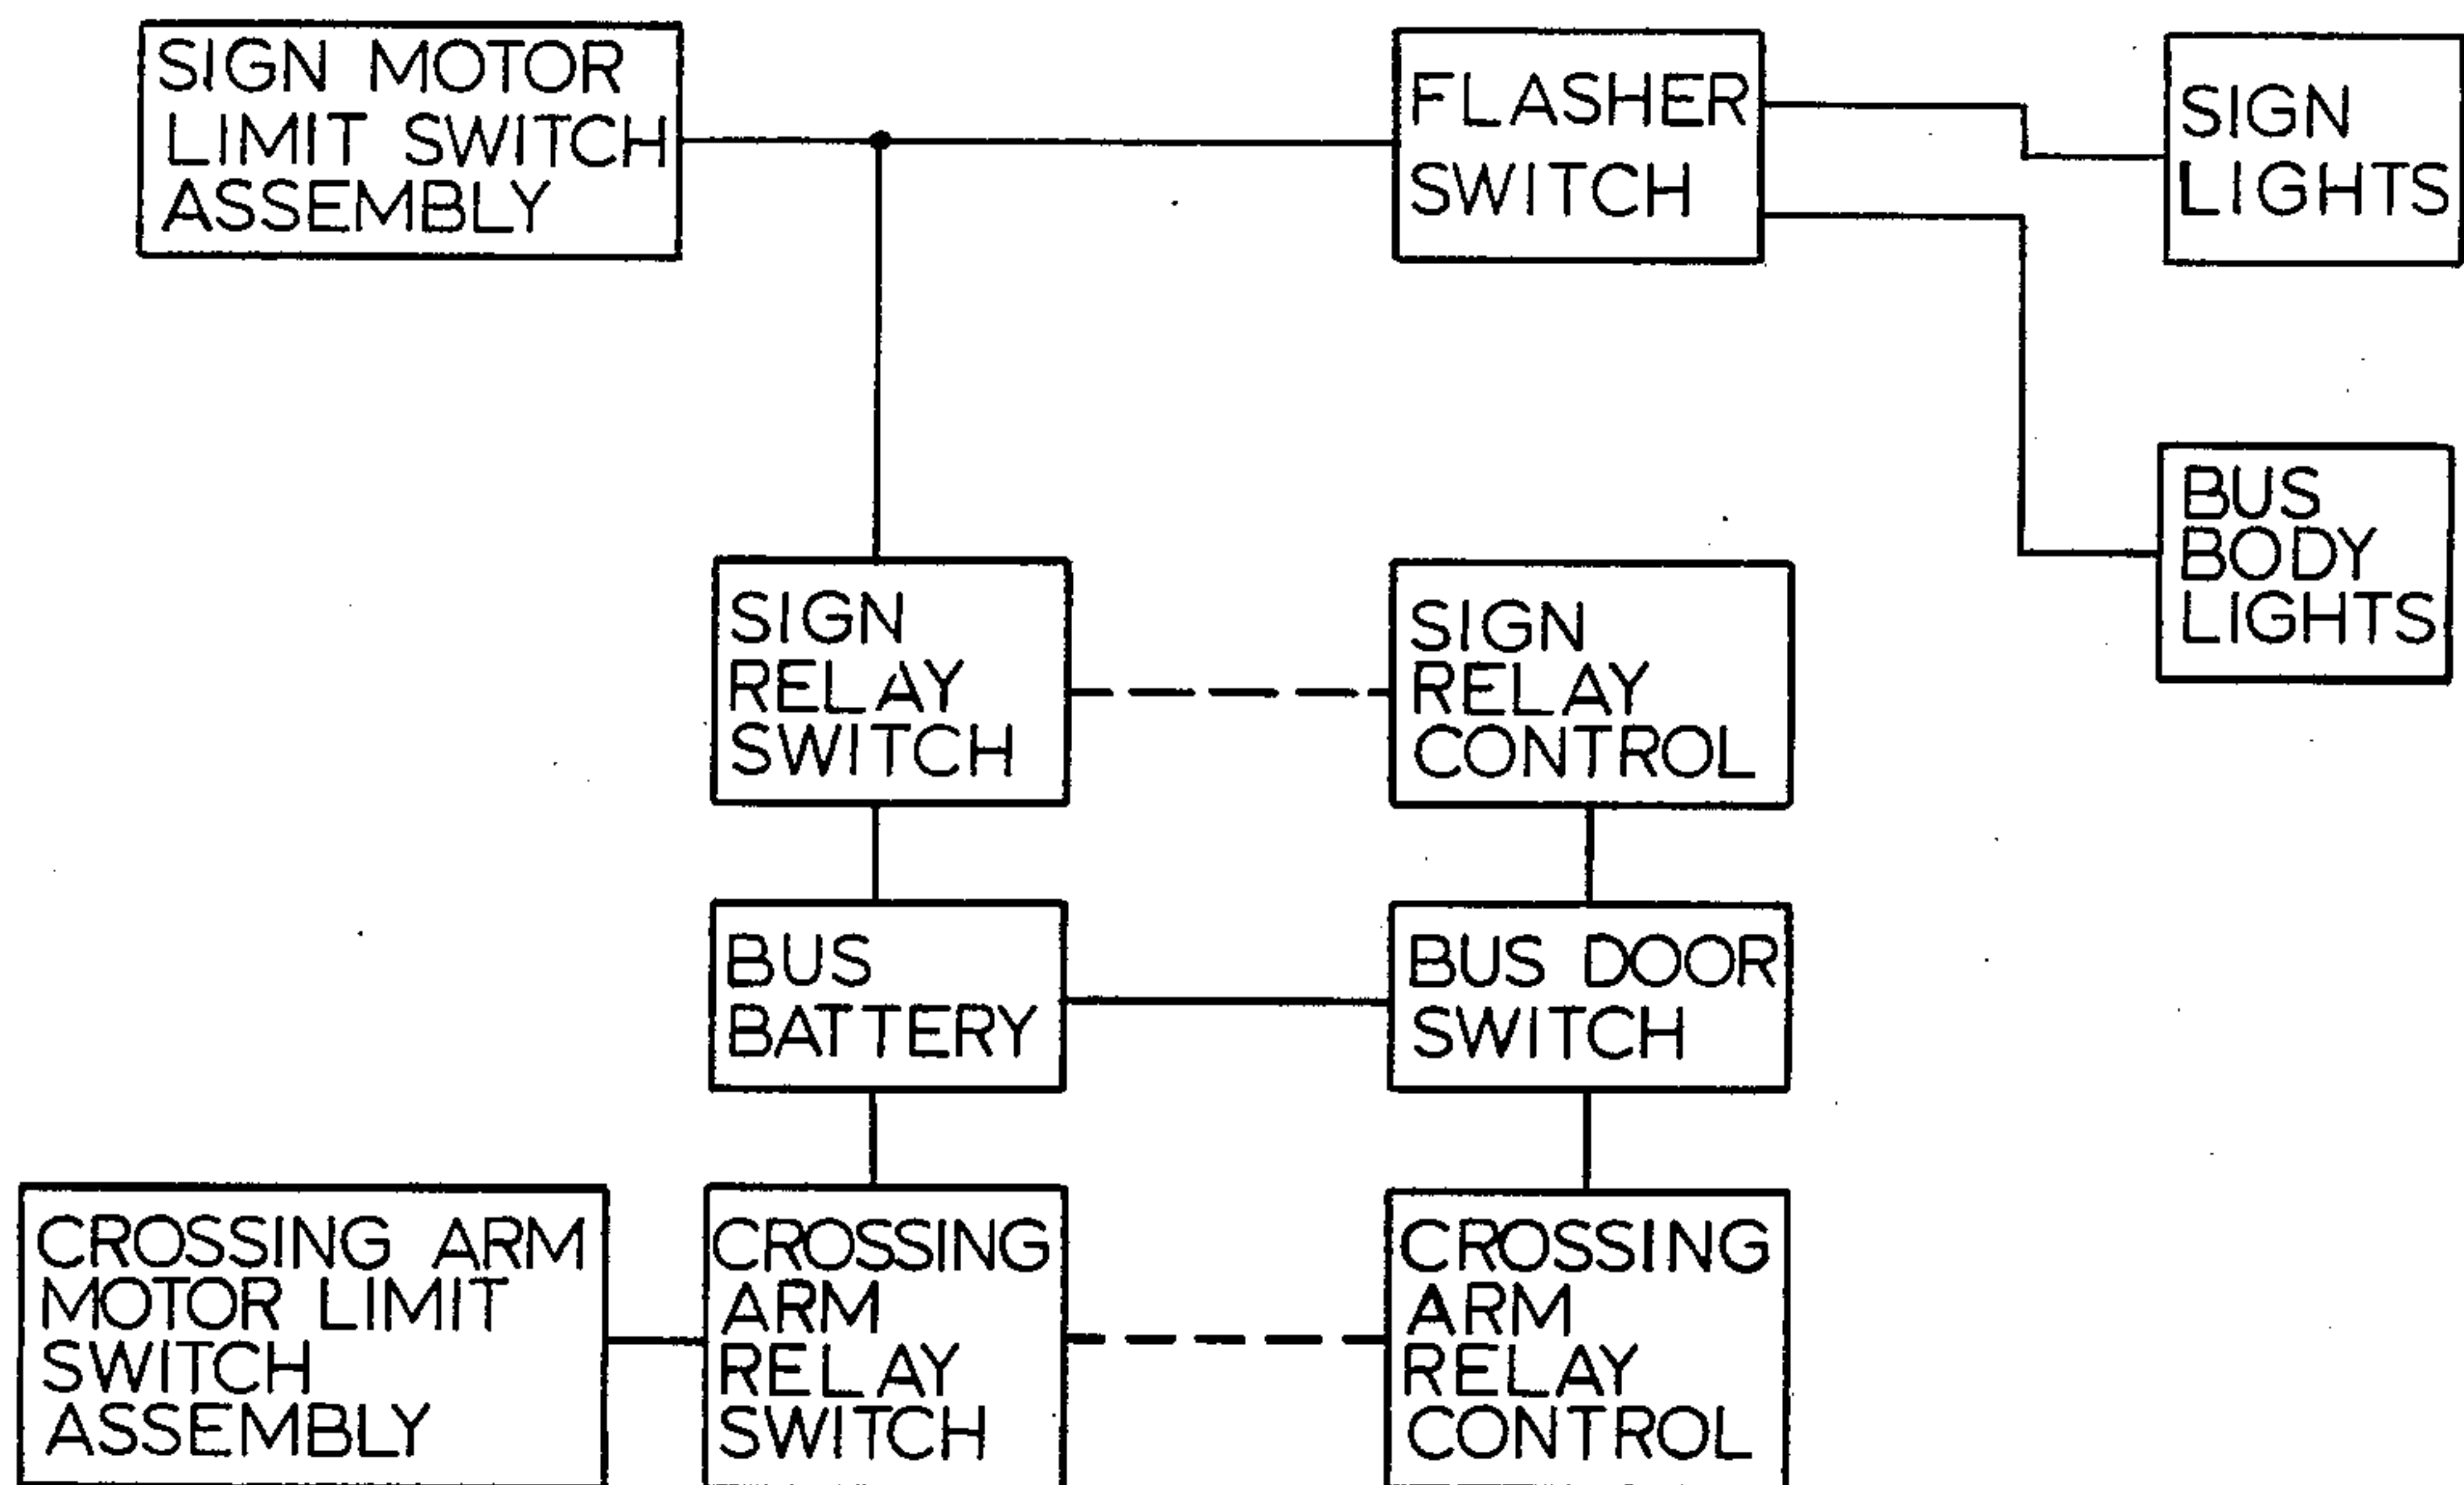 SIGN MOTOR
LIMIT SWITCH
ASSEMBLY
FLASHER
SWITCH
SIGN
LIGHTS
BUS
BODY
LIGHTS
SIGN
RELAY
SWITCH
SIGN
RELAY
CONTROL
BUS
BATTERY
BUS DOOR
SWITCH
CROSSING ARM
MOTOR LIMIT
SWITCH
ASSEMBLY
CROSSING
ARM
RELAY
SWITCH
CROSSING
ARM
RELAY
CONTROL